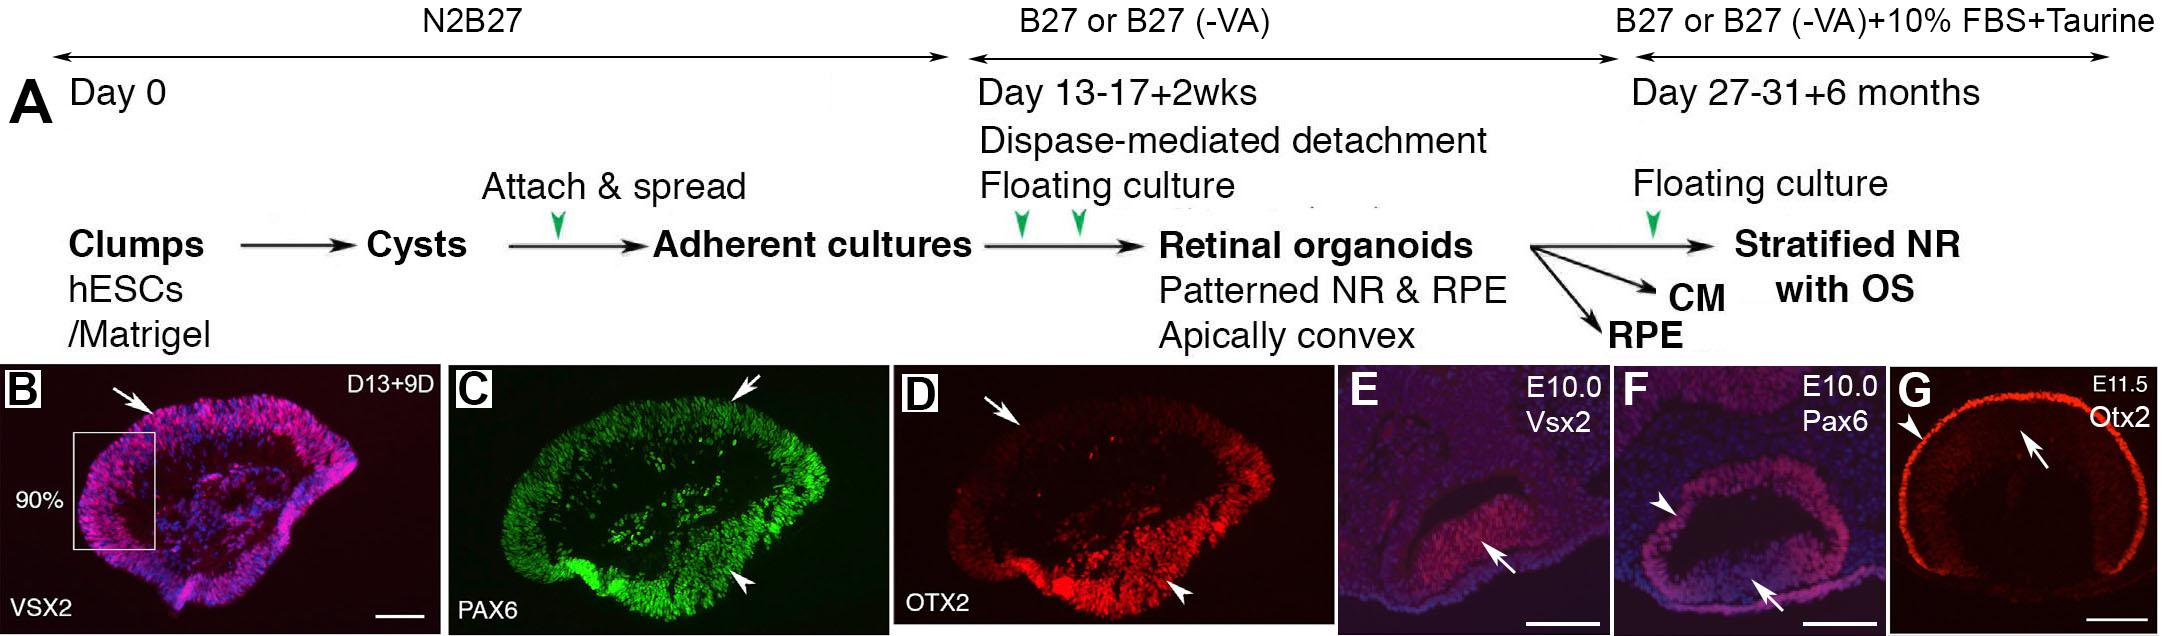 N2B27
B27 or B27 (-VA)
B27 or B27 (-VA)+10% FBS+Taurine
A
Day 0
Day 13-17+2wks
Day 27-31+6 months
Dispase-mediated detachment
Attach & spread
Floating culture
Floating culture
Clumps
Cysts
Adherent cultures
Retinal organoids
Stratified NR
with OS
hESCs
/Matrigel
Patterned NR & RPE
Apically convex
CM
RPE
B
D13+9D
90%
VSX2
C
PAX6
D
OTX2
E
E10.0
Vsx2
F
E10.0
Pax6
G
E11.5
Otx2